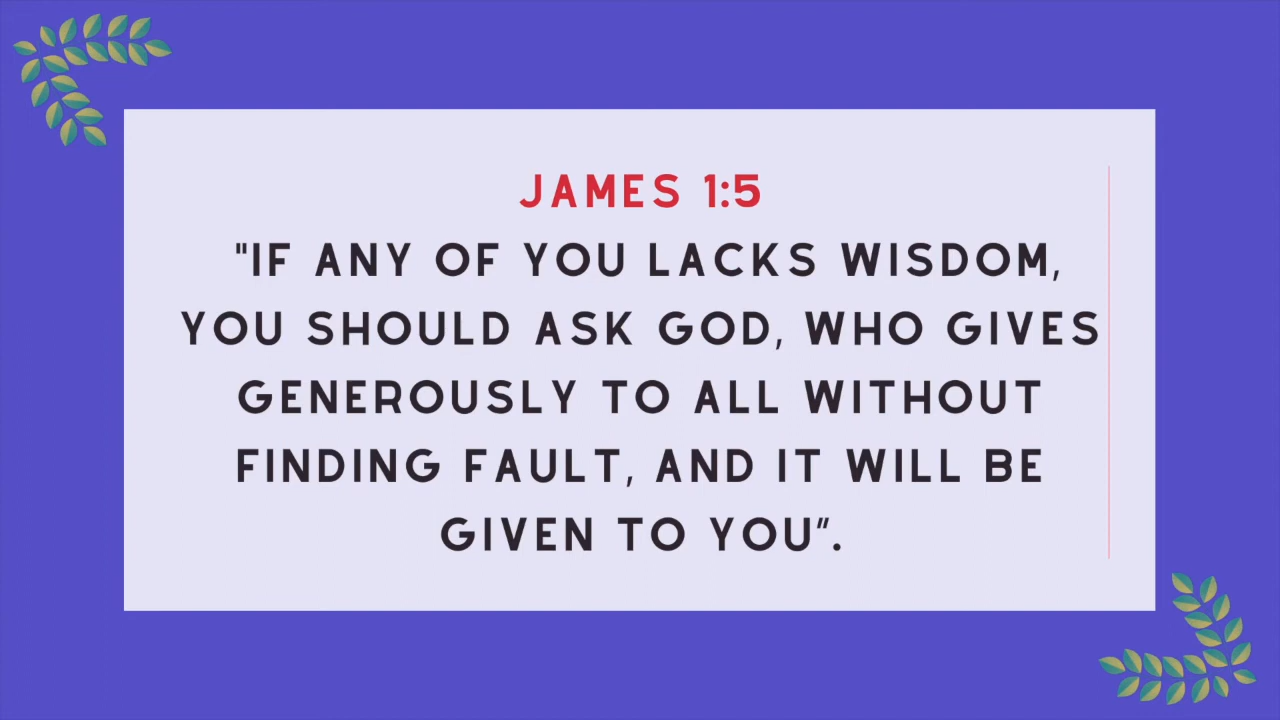 JAMES 1:5
"IF ANY OF YOU LACKS WISDOM,
YOU SHOULD ASK GOD, WHO GIVES
GENEROUSLY TO ALL WITHOUT
FINDING FAULT, AND IT WILL BE
GIVEN TO YOU”.